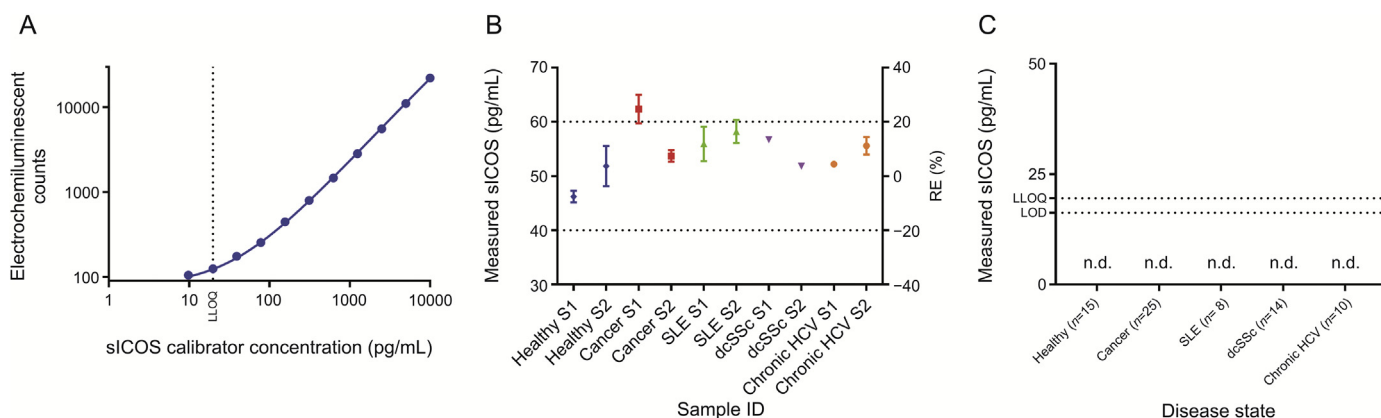 A
Electrochemiluminescent
counts
10000
1000
100
1
10
100
1000
10000
LLOQ
sICOS calibrator concentration (pg/mL)
B
Measured sICOS (pg/mL)
70
60
50
40
30
40
20
0
−20
−40
RE (%)
Healthy S1
Healthy S2
Cancer S1
Cancer S2
SLE S1
SLE S2
dcSSc S1
dcSSc S2
Chronic HCV S1
Chronic HCV S2
Sample ID
C
Measured sICOS (pg/mL)
50
25
LLOQ
LOD
0
n.d.
n.d.
n.d.
n.d.
n.d.
Healthy (n=15)
Cancer (n=25)
SLE (n= 8)
dcSSc (n=14)
Chronic HCV (n=10)
Disease state